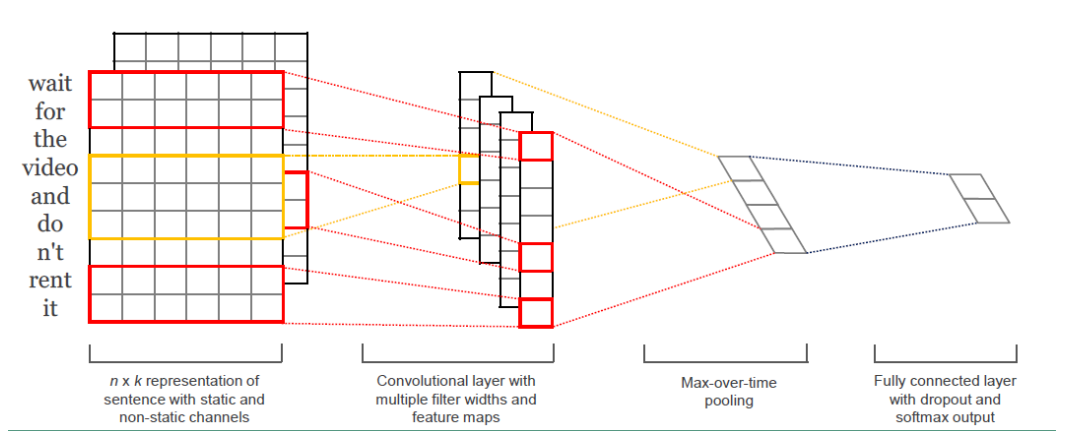 wait
for
the
video
and
do
n't
rent
it
n x k representation of
sentence with static and
non-static channels
Convolutional layer with
multiple filter widths and
feature maps
Max-over-time
pooling
Fully connected layer
with dropout and
softmax output